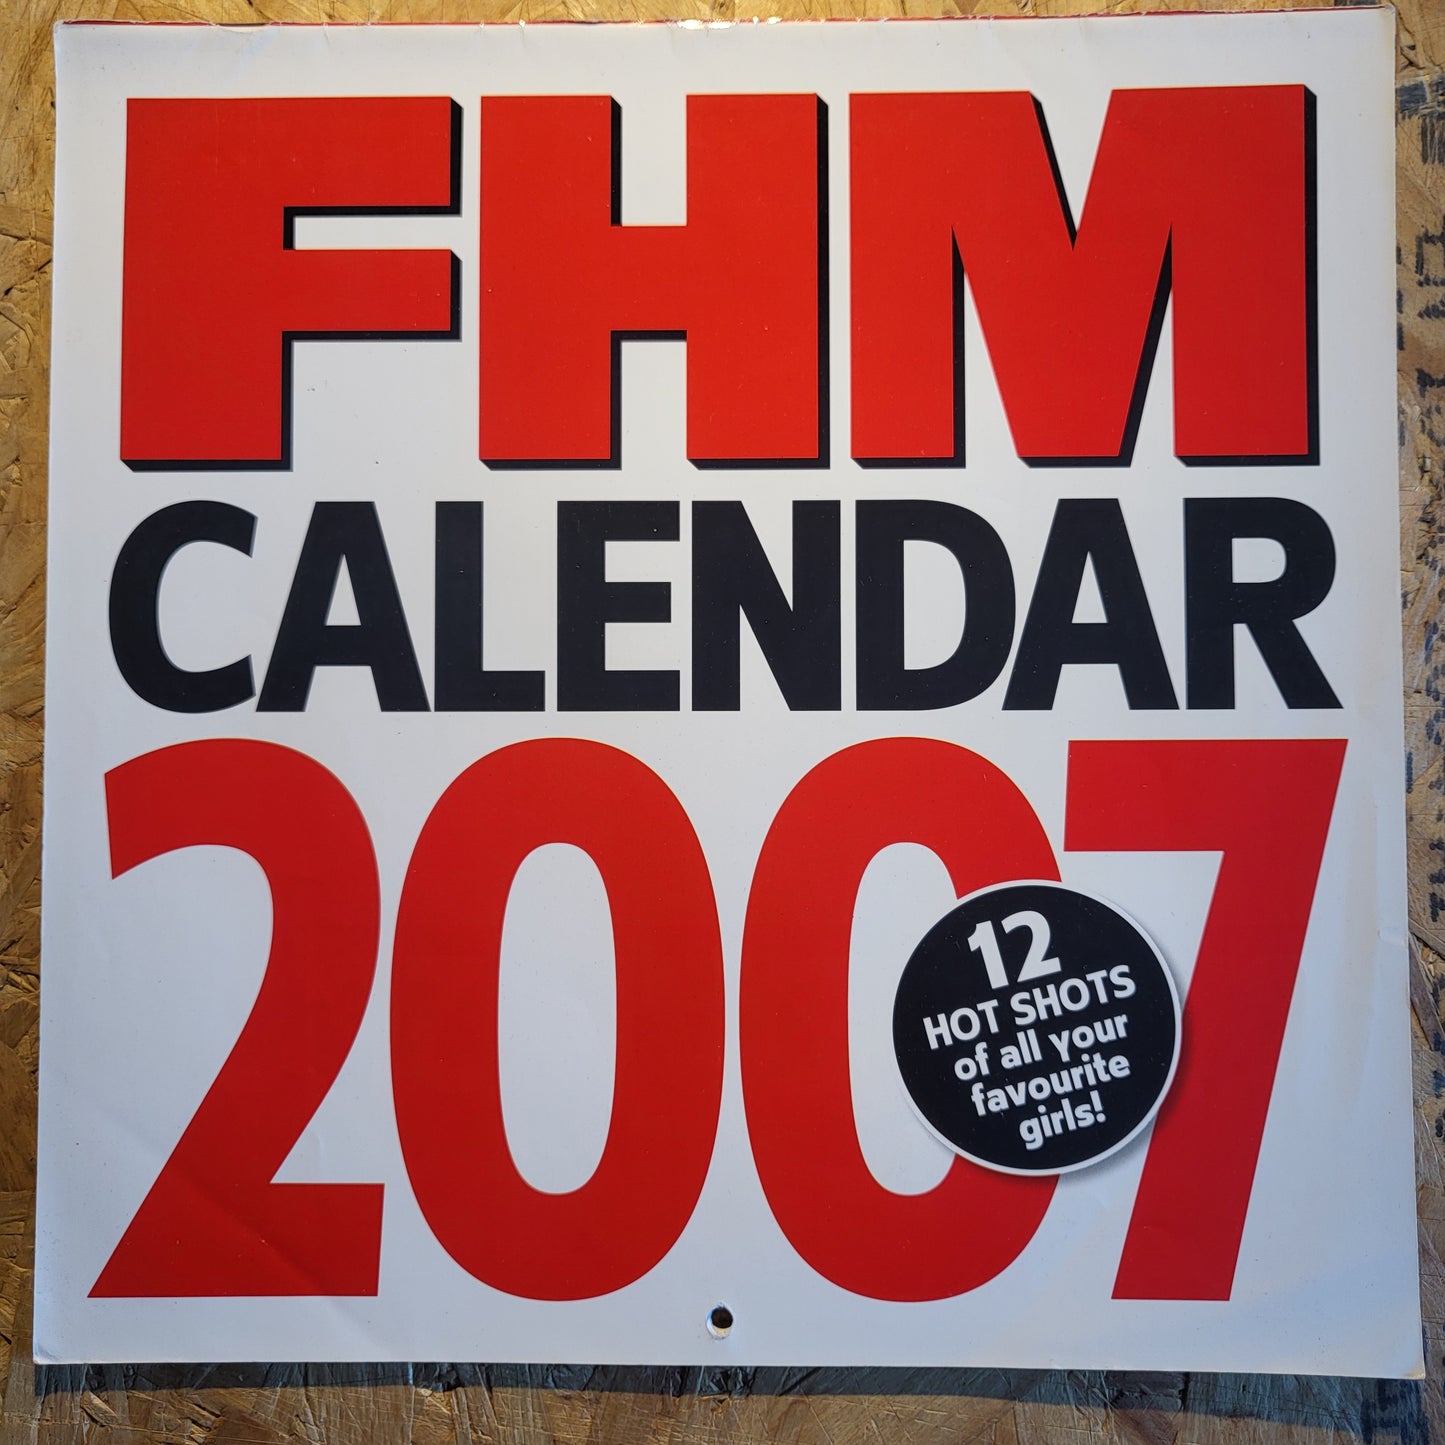 FHM
CALENDAR
2007
12
HOT SHOTS
of all your
favourite
girls!